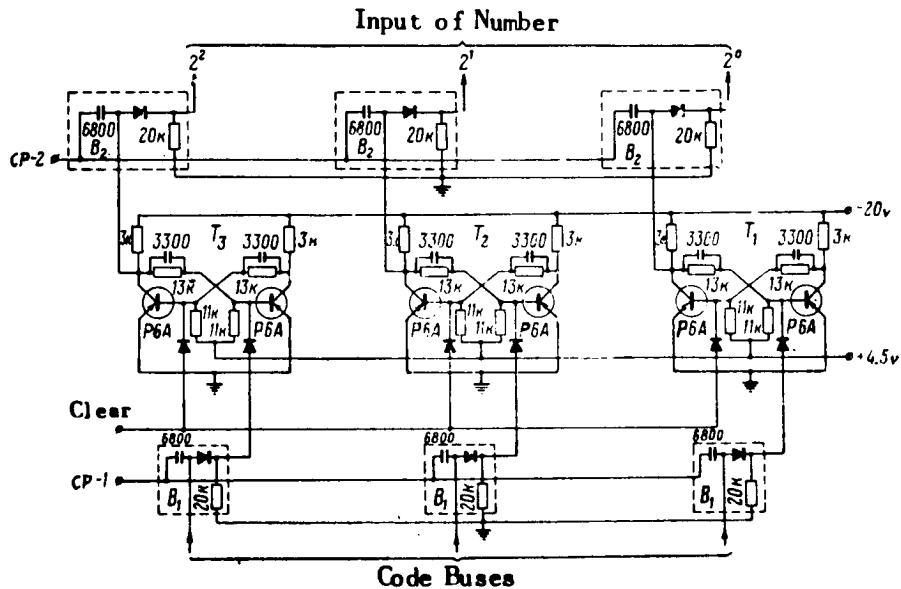 Input of Number
2² 2¹ 2⁰
6800 20к 6800 20к 6800 20к
B₂ B₂ B₂
CP-2
-20v
3к 3300 T₃ 3300 3к 3300 T₂ 3300 3к 3300 T₁ 3300 3к
13к 13к 13к 13к 13к 13к
11к 11к 11к
P6A 11к P6A P6A 11к P6A P6A 11к P6A
+4.5v
Clear
6800 6800 6800
CP-1
B₁ 20к B₁ 20к B₁ 20к
Code Buses